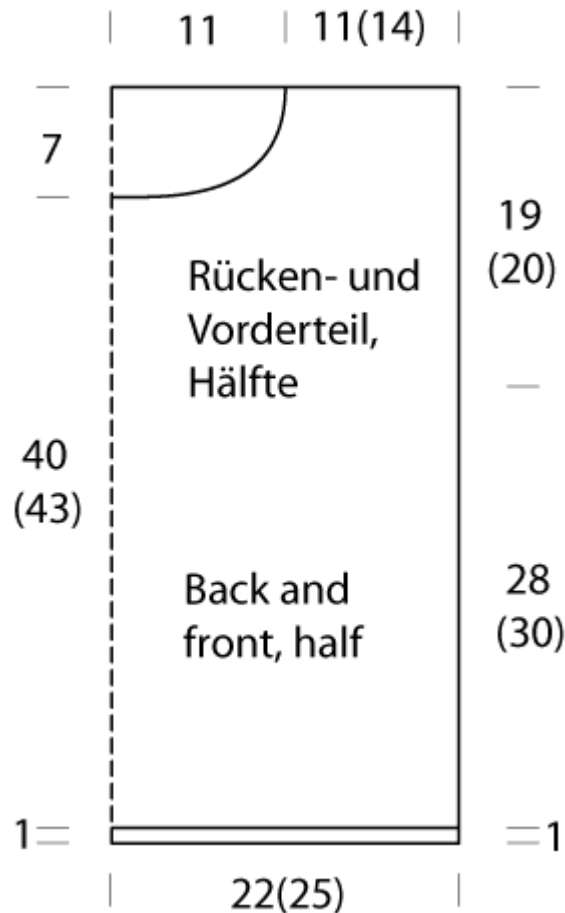 11
11(14)
7
19
(20)
Rücken- und
Vorderteil,
Hälfte
40
(43)
Back and
front, half
28
(30)
1
1
22(25)